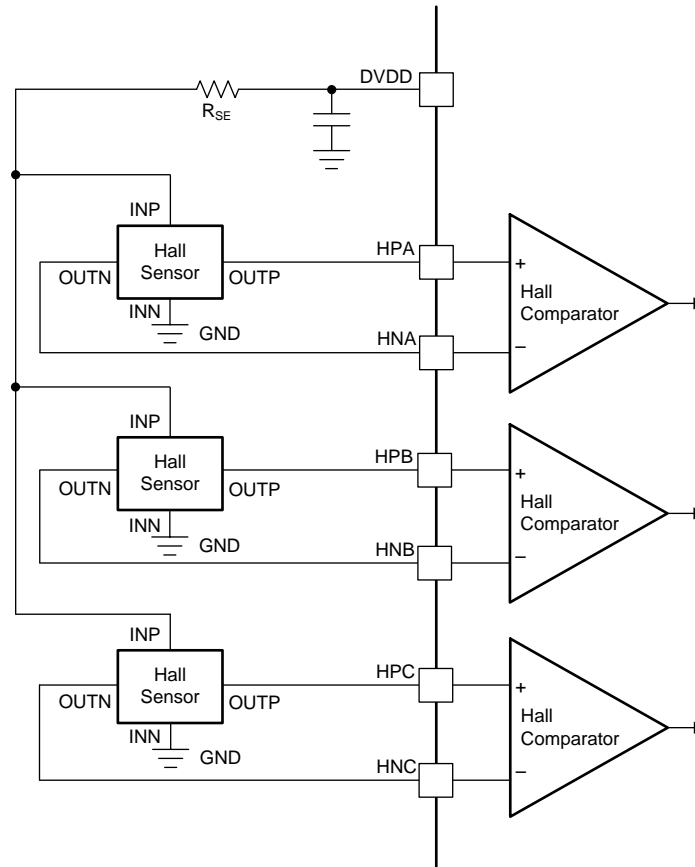 DVDD
RSE
INP
Hall
Sensor
OUTN
OUTP
INN
GND
HPA
HNA
+
Hall
Comparator
–
INP
Hall
Sensor
OUTN
OUTP
INN
GND
HPB
HNB
+
Hall
Comparator
–
INP
Hall
Sensor
OUTN
OUTP
INN
GND
HPC
HNC
+
Hall
Comparator
–